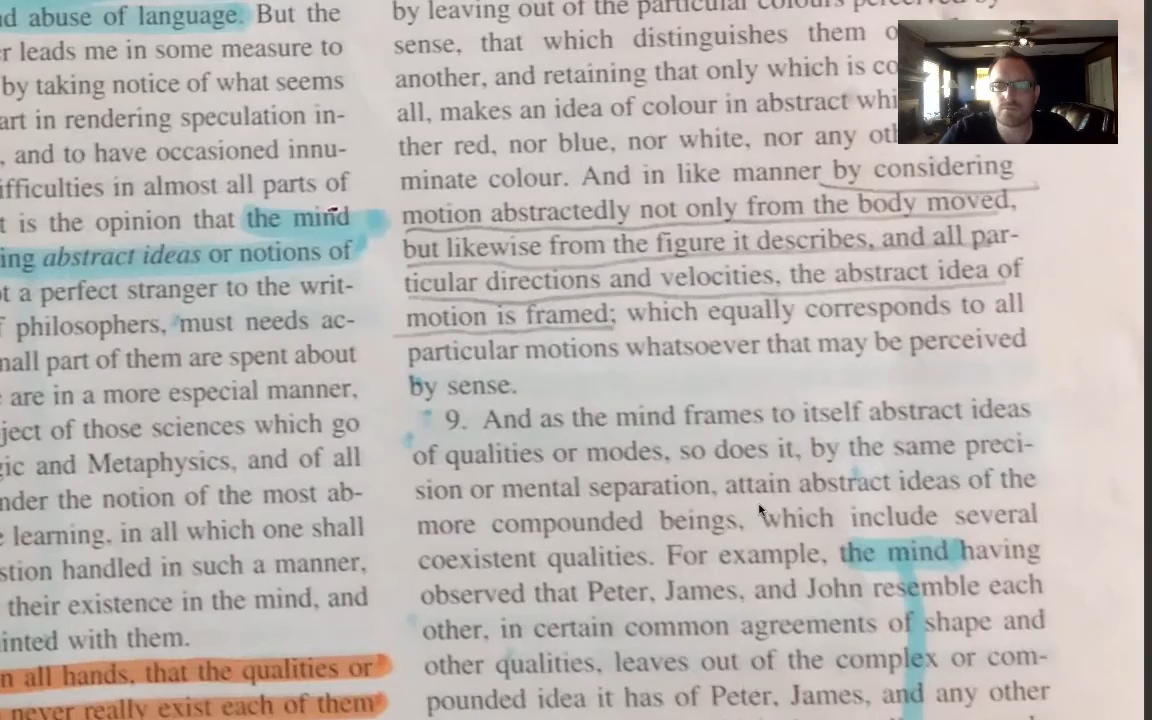 d abuse of language. But the
r leads me in some measure to
by taking notice of what seems
art in rendering speculation in-
, and to have occasioned innu-
ifficulties in almost all parts of
t is the opinion that the mind
ing abstract ideas or notions of
ot a perfect stranger to the writ-
f philosophers, must needs ac-
mall part of them are spent about
are in a more especial manner,
ject of those sciences which go
gic and Metaphysics, and of all
nder the notion of the most ab-
learning, in all which one shall
stion handled in such a manner,
their existence in the mind, and
inted with them.
n all hands, that the qualities or
never really exist each of them
by leaving out of the particular colours perceived by
sense, that which distinguishes them o
another, and retaining that only which is co
all, makes an idea of colour in abstract whi
ther red, nor blue, nor white, nor any oth
minate colour. And in like manner by considering
motion abstractedly not only from the body moved,
but likewise from the figure it describes, and all par-
ticular directions and velocities, the abstract idea of
motion is framed; which equally corresponds to all
particular motions whatsoever that may be perceived
by sense.
9. And as the mind frames to itself abstract ideas
of qualities or modes, so does it, by the same preci-
sion or mental separation, attain abstract ideas of the
more compounded beings, which include several
coexistent qualities. For example, the mind having
observed that Peter, James, and John resemble each
other, in certain common agreements of shape and
other qualities, leaves out of the complex or com-
pounded idea it has of Peter, James, and any other